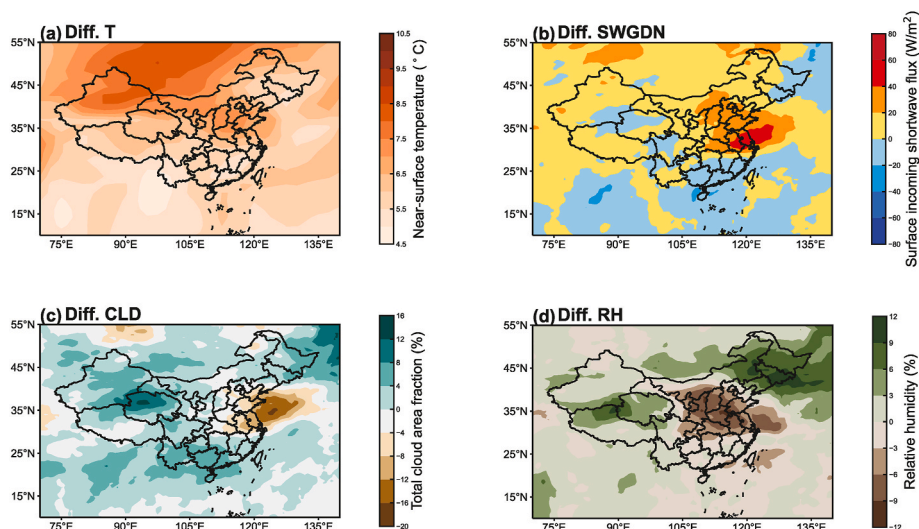 (a) Diff. T
55°N
45°N
35°N
25°N
15°N
75°E 90°E 105°E 120°E 135°E
10.5
9.5
8.5
7.5
6.5
5.5
4.5
Near-surface temperature (°C)
(b) Diff. SWGDN
55°N
45°N
35°N
25°N
15°N
75°E 90°E 105°E 120°E 135°E
80
60
40
20
0
−20
−40
−60
−80
Surface incoming shortwave flux (W/m2)
(c) Diff. CLD
55°N
45°N
35°N
25°N
15°N
75°E 90°E 105°E 120°E 135°E
16
12
8
4
0
−4
−8
−12
−16
−20
Total cloud area fraction (%)
(d) Diff. RH
55°N
45°N
35°N
25°N
15°N
75°E 90°E 105°E 120°E 135°E
12
9
6
3
0
−3
−6
−9
−12
Relative humidity (%)